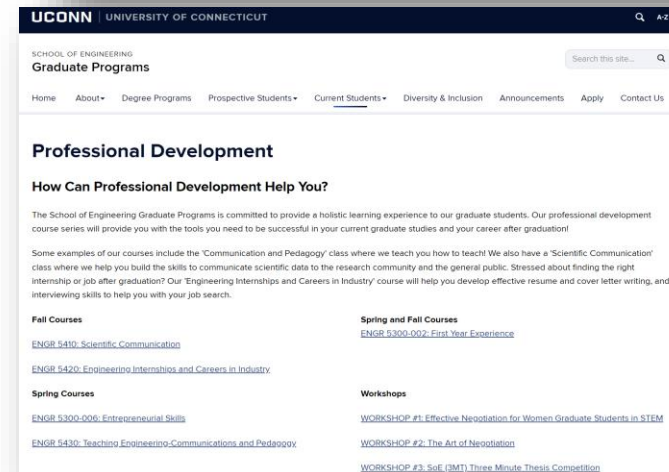 UCONN | UNIVERSITY OF CONNECTICUT
A-Z
SCHOOL OF ENGINEERING
Graduate Programs
Search this site...
Home About Degree Programs Prospective Students Current Students Diversity & Inclusion Announcements Apply Contact Us
Professional Development
How Can Professional Development Help You?
The School of Engineering Graduate Programs is committed to provide a holistic learning experience to our graduate students. Our professional development
course series will provide you with the tools you need to be successful in your current graduate studies and your career after graduation!
Some examples of our courses include the 'Communication and Pedagogy' class where we teach you how to teach! We also have a 'Scientific Communication'
class where we help you build the skills to communicate scientific data to the research community and the general public. Stressed about finding the right
internship or job after graduation? Our 'Engineering Internships and Careers in Industry' course will help you develop effective resume and cover letter writing, and
interviewing skills to help you with your job search.
Fall Courses
ENGR 5410: Scientific Communication
ENGR 5420: Engineering Internships and Careers in Industry
Spring Courses
ENGR 5300-006: Entrepreneurial Skills
ENGR 5430: Teaching Engineering-Communications and Pedagogy
Spring and Fall Courses
ENGR 5300-002: First Year Experience
Workshops
WORKSHOP #1: Effective Negotiation for Women Graduate Students in STEM
WORKSHOP #2: The Art of Negotiation
WORKSHOP #3: SoE (3MT) Three Minute Thesis Competition